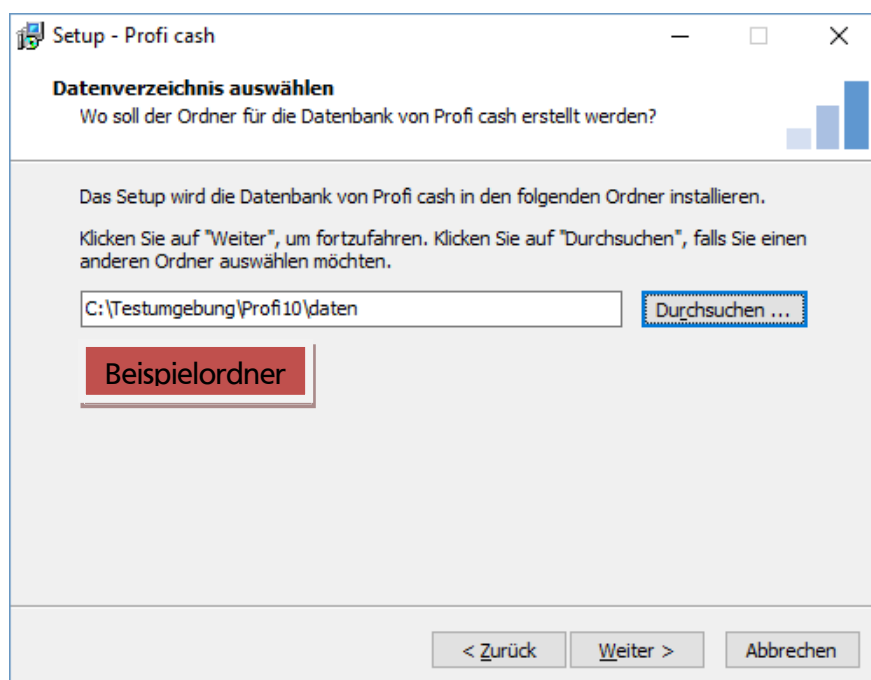 Setup - Profi cash
Datenverzeichnis auswählen
Wo soll der Ordner für die Datenbank von Profi cash erstellt werden?
Das Setup wird die Datenbank von Profi cash in den folgenden Ordner installieren.
Klicken Sie auf "Weiter", um fortzufahren. Klicken Sie auf "Durchsuchen", falls Sie einen
anderen Ordner auswählen möchten.
C:\Testumgebung\Profi10\daten
Durchsuchen ...
Beispielordner
< Zurück
Weiter >
Abbrechen